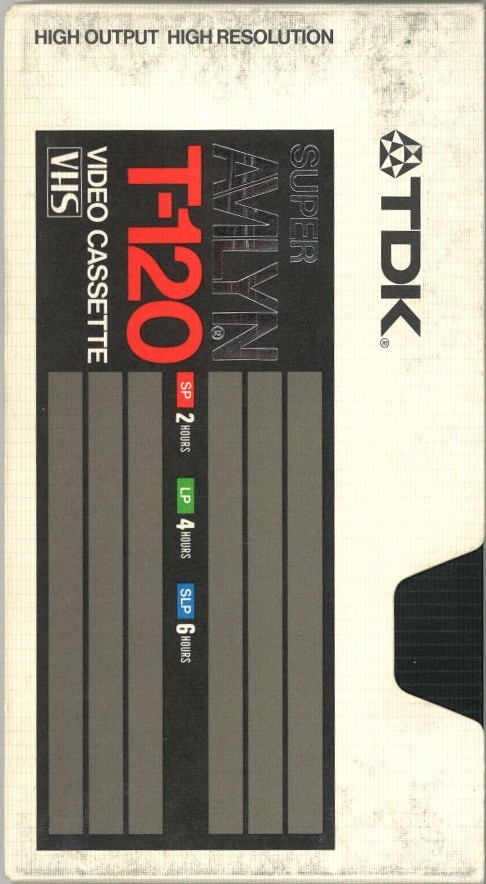 HIGH OUTPUT HIGH RESOLUTION
TDK®
SUPER
AVILYN®
T-120
VIDEO CASSETTE
VHS
SP 2 HOURS LP 4 HOURS SLP 6 HOURS